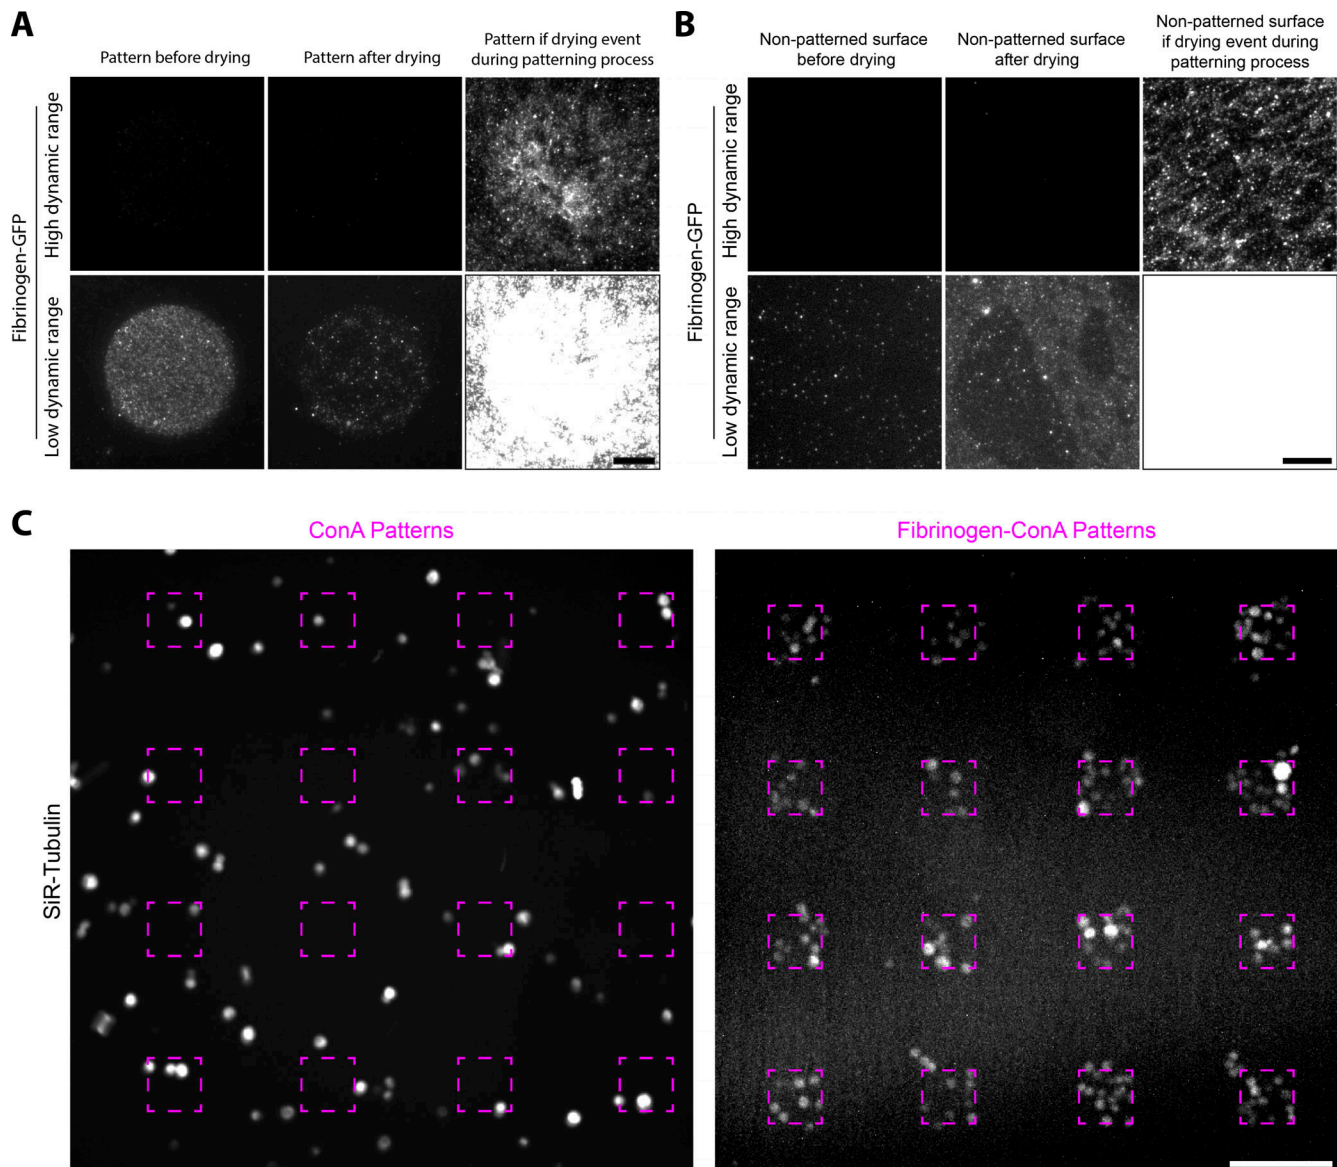 A
Pattern before drying
Pattern after drying
Pattern if drying event
during patterning process
Fibrinogen-GFP
High dynamic range
Low dynamic range
B
Non-patterned surface
before drying
Non-patterned surface
after drying
Non-patterned surface
if drying event during
patterning process
Fibrinogen-GFP
High dynamic range
Low dynamic range
C
ConA Patterns
Fibrinogen-ConA Patterns
SiR-Tubulin